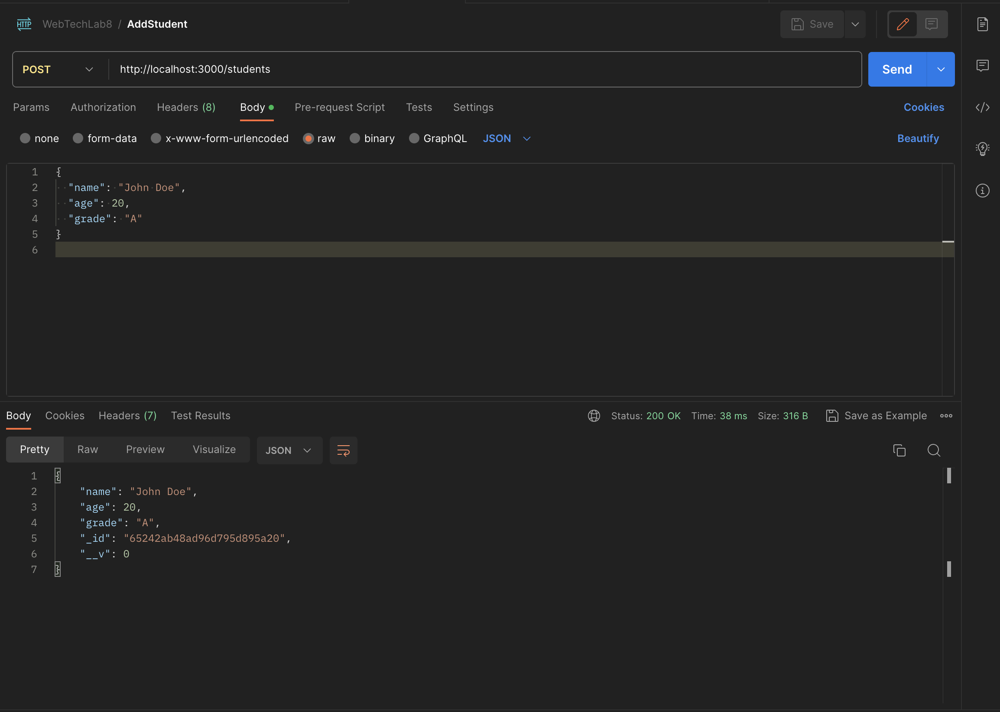 HTTP WebTechLab8 / AddStudent Save
POST http://localhost:3000/students Send
Params Authorization Headers (8) Body Pre-request Script Tests Settings Cookies
none form-data x-www-form-urlencoded raw binary GraphQL JSON Beautify
1 {
2 "name": "John Doe",
3 "age": 20,
4 "grade": "A"
5 }
6
Body Cookies Headers (7) Test Results Status: 200 OK Time: 38 ms Size: 316 B Save as Example
Pretty Raw Preview Visualize JSON
1 {
2 "name": "John Doe",
3 "age": 20,
4 "grade": "A",
5 "_id": "65242ab48ad96d795d895a20",
6 "__v": 0
7 }